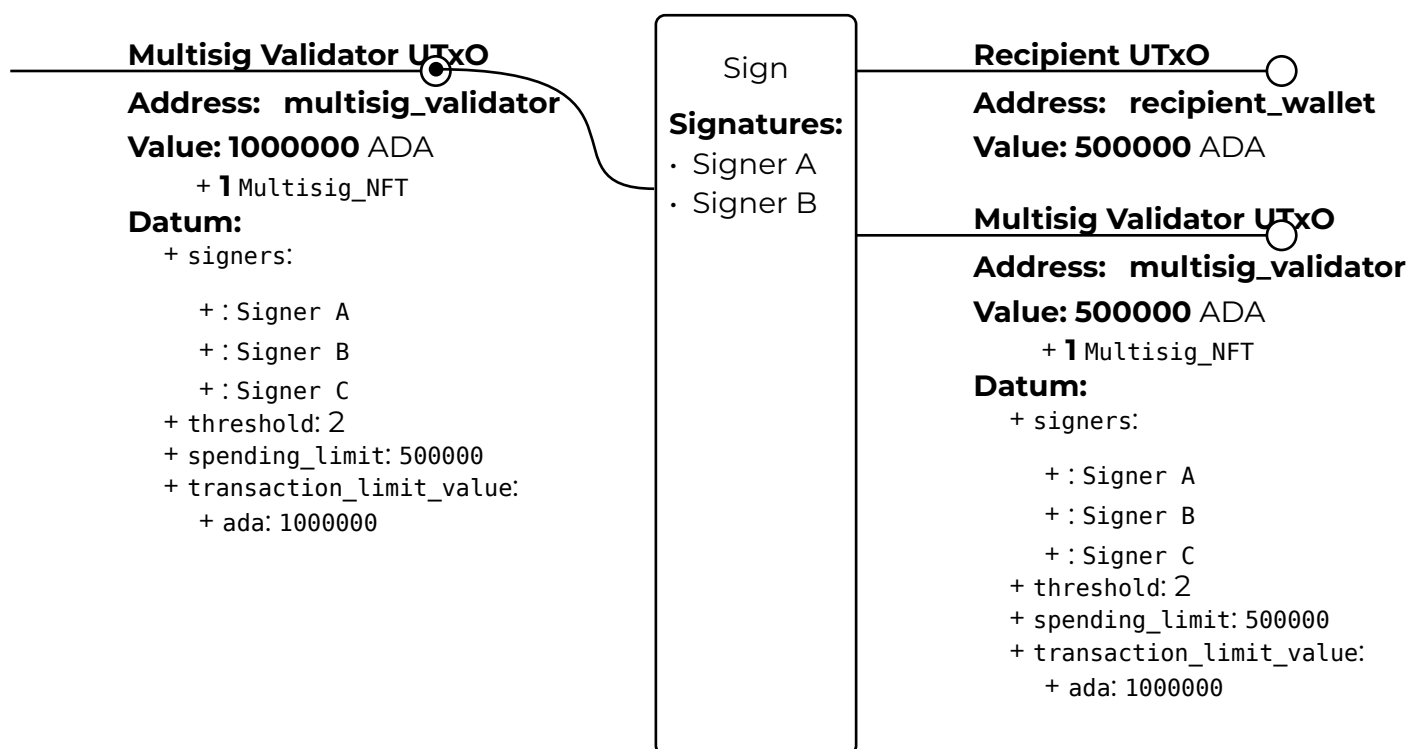 Multisig Validator UTxO
Address: multisig_validator
Value: 1000000 ADA
+ 1 Multisig_NFT
Datum:
+ signers:
+ : Signer A
+ : Signer B
+ : Signer C
+ threshold: 2
+ spending_limit: 500000
+ transaction_limit_value:
+ ada: 1000000
Sign
Signatures:
· Signer A
· Signer B
Recipient UTxO
Address: recipient_wallet
Value: 500000 ADA
Multisig Validator UTxO
Address: multisig_validator
Value: 500000 ADA
+ 1 Multisig_NFT
Datum:
+ signers:
+ : Signer A
+ : Signer B
+ : Signer C
+ threshold: 2
+ spending_limit: 500000
+ transaction_limit_value:
+ ada: 1000000